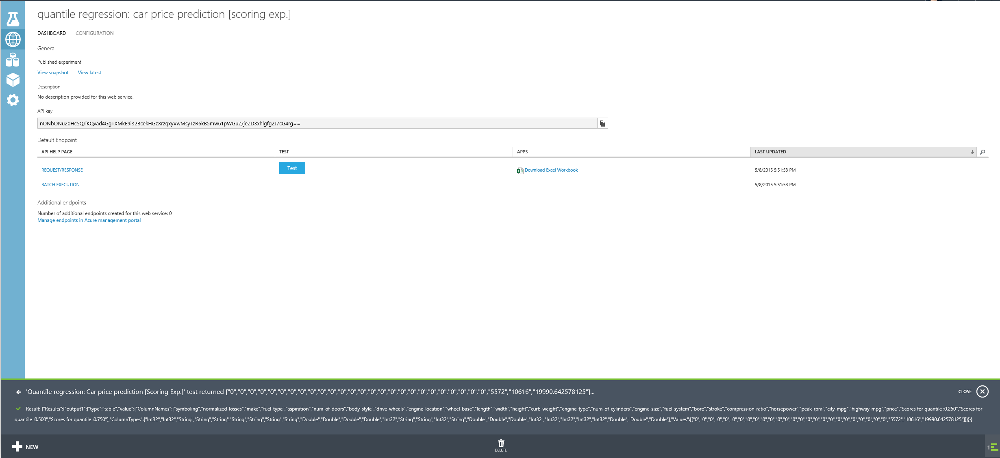 quantile regression: car price prediction [scoring exp.]
DASHBOARD CONFIGURATION
General
Published experiment
View snapshot View latest
Description
No description provided for this web service.
API key
nONbONu20HcSQriKQvad4GgTXMkE9i32BcekHGzXrzqxyVwMsyTzR6kB5mw61pWGuZ/jeZD3xhlgfg2J7cG4rg==
Default Endpoint
API HELP PAGE TEST APPS LAST UPDATED
REQUEST/RESPONSE Test Download Excel Workbook 5/8/2015 5:51:53 PM
BATCH EXECUTION 5/8/2015 5:51:53 PM
Additional endpoints
Number of additional endpoints created for this web service: 0
Manage endpoints in Azure management portal
'Quantile regression: Car price prediction [Scoring Exp.]' test returned ["0","0","0","0","0","0","0","0","0","0","0","0","0","0","0","0","0","0","0","0","0","0","0","0","0","0","5572","10616","19990.642578125"]...
CLOSE
Result: {"Results":{"output1":{"type":"table","value":{"ColumnNames":["symboling","normalized-losses","make","fuel-type","aspiration","num-of-doors","body-style","drive-wheels","engine-location","wheel-base","length","width","height","curb-weight","engine-type","num-of-cylinders","engine-size","fuel-system","bore","stroke","compression-ratio","horsepower","peak-rpm","city-mpg","highway-mpg","price","Scores for quantile :0.250","Scores for
quantile :0.500","Scores for quantile :0.750"],"ColumnTypes":["Int32","Int32","String","String","String","String","String","String","String","Double","Double","Double","Double","Int32","String","String","Int32","String","Double","Double","Double","Int32","Int32","Int32","Int32","Int32","Double","Double","Double"],"Values":[["0","0","0","0","0","0","0","0","0","0","0","0","0","0","0","0","0","0","0","0","0","0","0","0","0","0","5572","10616","19990.642578125"]]}}}}
NEW
DELETE
1